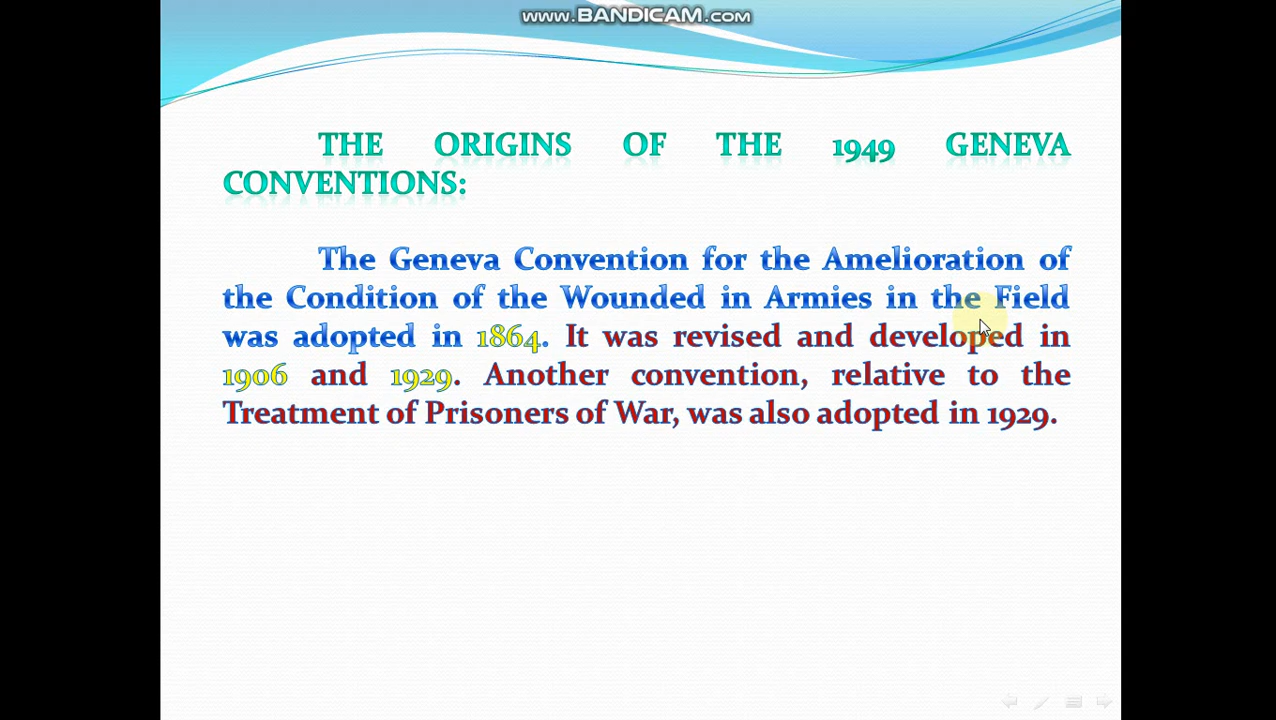 www.BANDICAM.com
THE ORIGINS OF THE 1949 GENEVA
CONVENTIONS:
The Geneva Convention for the Amelioration of
the Condition of the Wounded in Armies in the Field
was adopted in 1864. It was revised and developed in
1906 and 1929. Another convention, relative to the
Treatment of Prisoners of War, was also adopted in 1929.